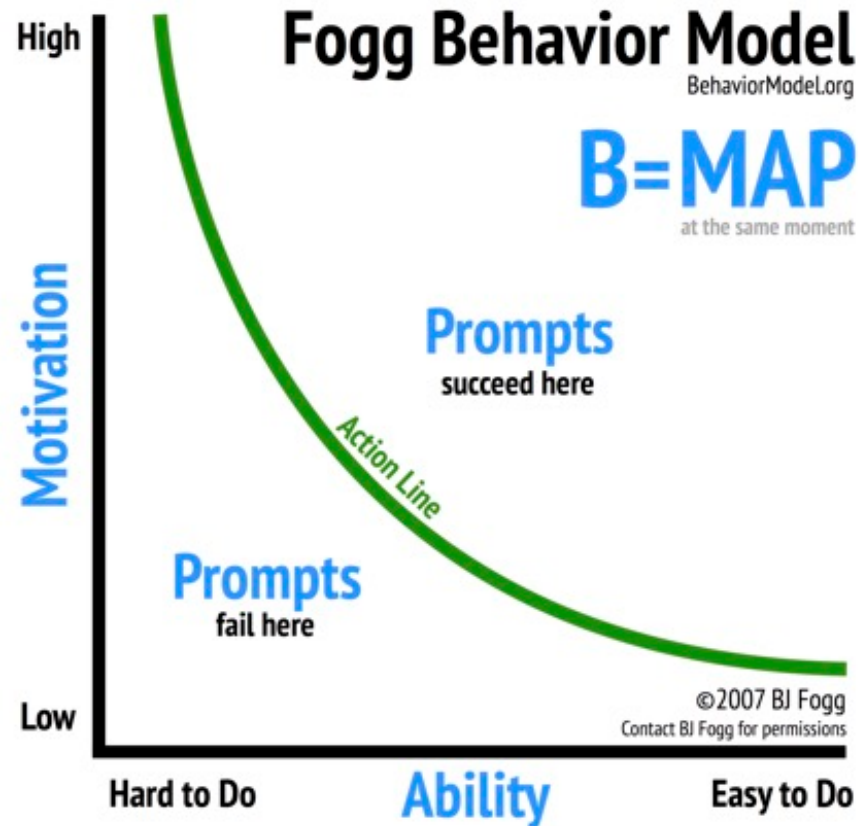 High
Fogg Behavior Model
BehaviorModel.org
B=MAP
at the same moment
Motivation
Prompts
succeed here
Action Line
Prompts
fail here
©2007 BJ Fogg
Contact BJ Fogg for permissions
Low
Hard to Do
Ability
Easy to Do